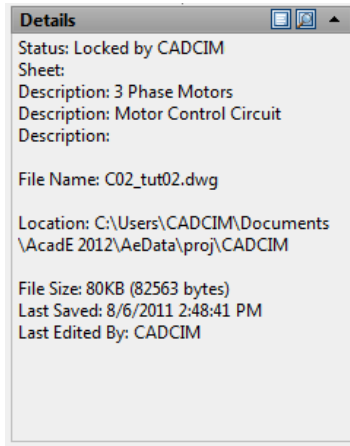 Details
Status: Locked by CADCIM
Sheet:
Description: 3 Phase Motors
Description: Motor Control Circuit
Description:
File Name: C02_tut02.dwg
Location: C:\Users\CADCIM\Documents
\AcadE 2012\AeData\proj\CADCIM
File Size: 80KB (82563 bytes)
Last Saved: 8/6/2011 2:48:41 PM
Last Edited By: CADCIM